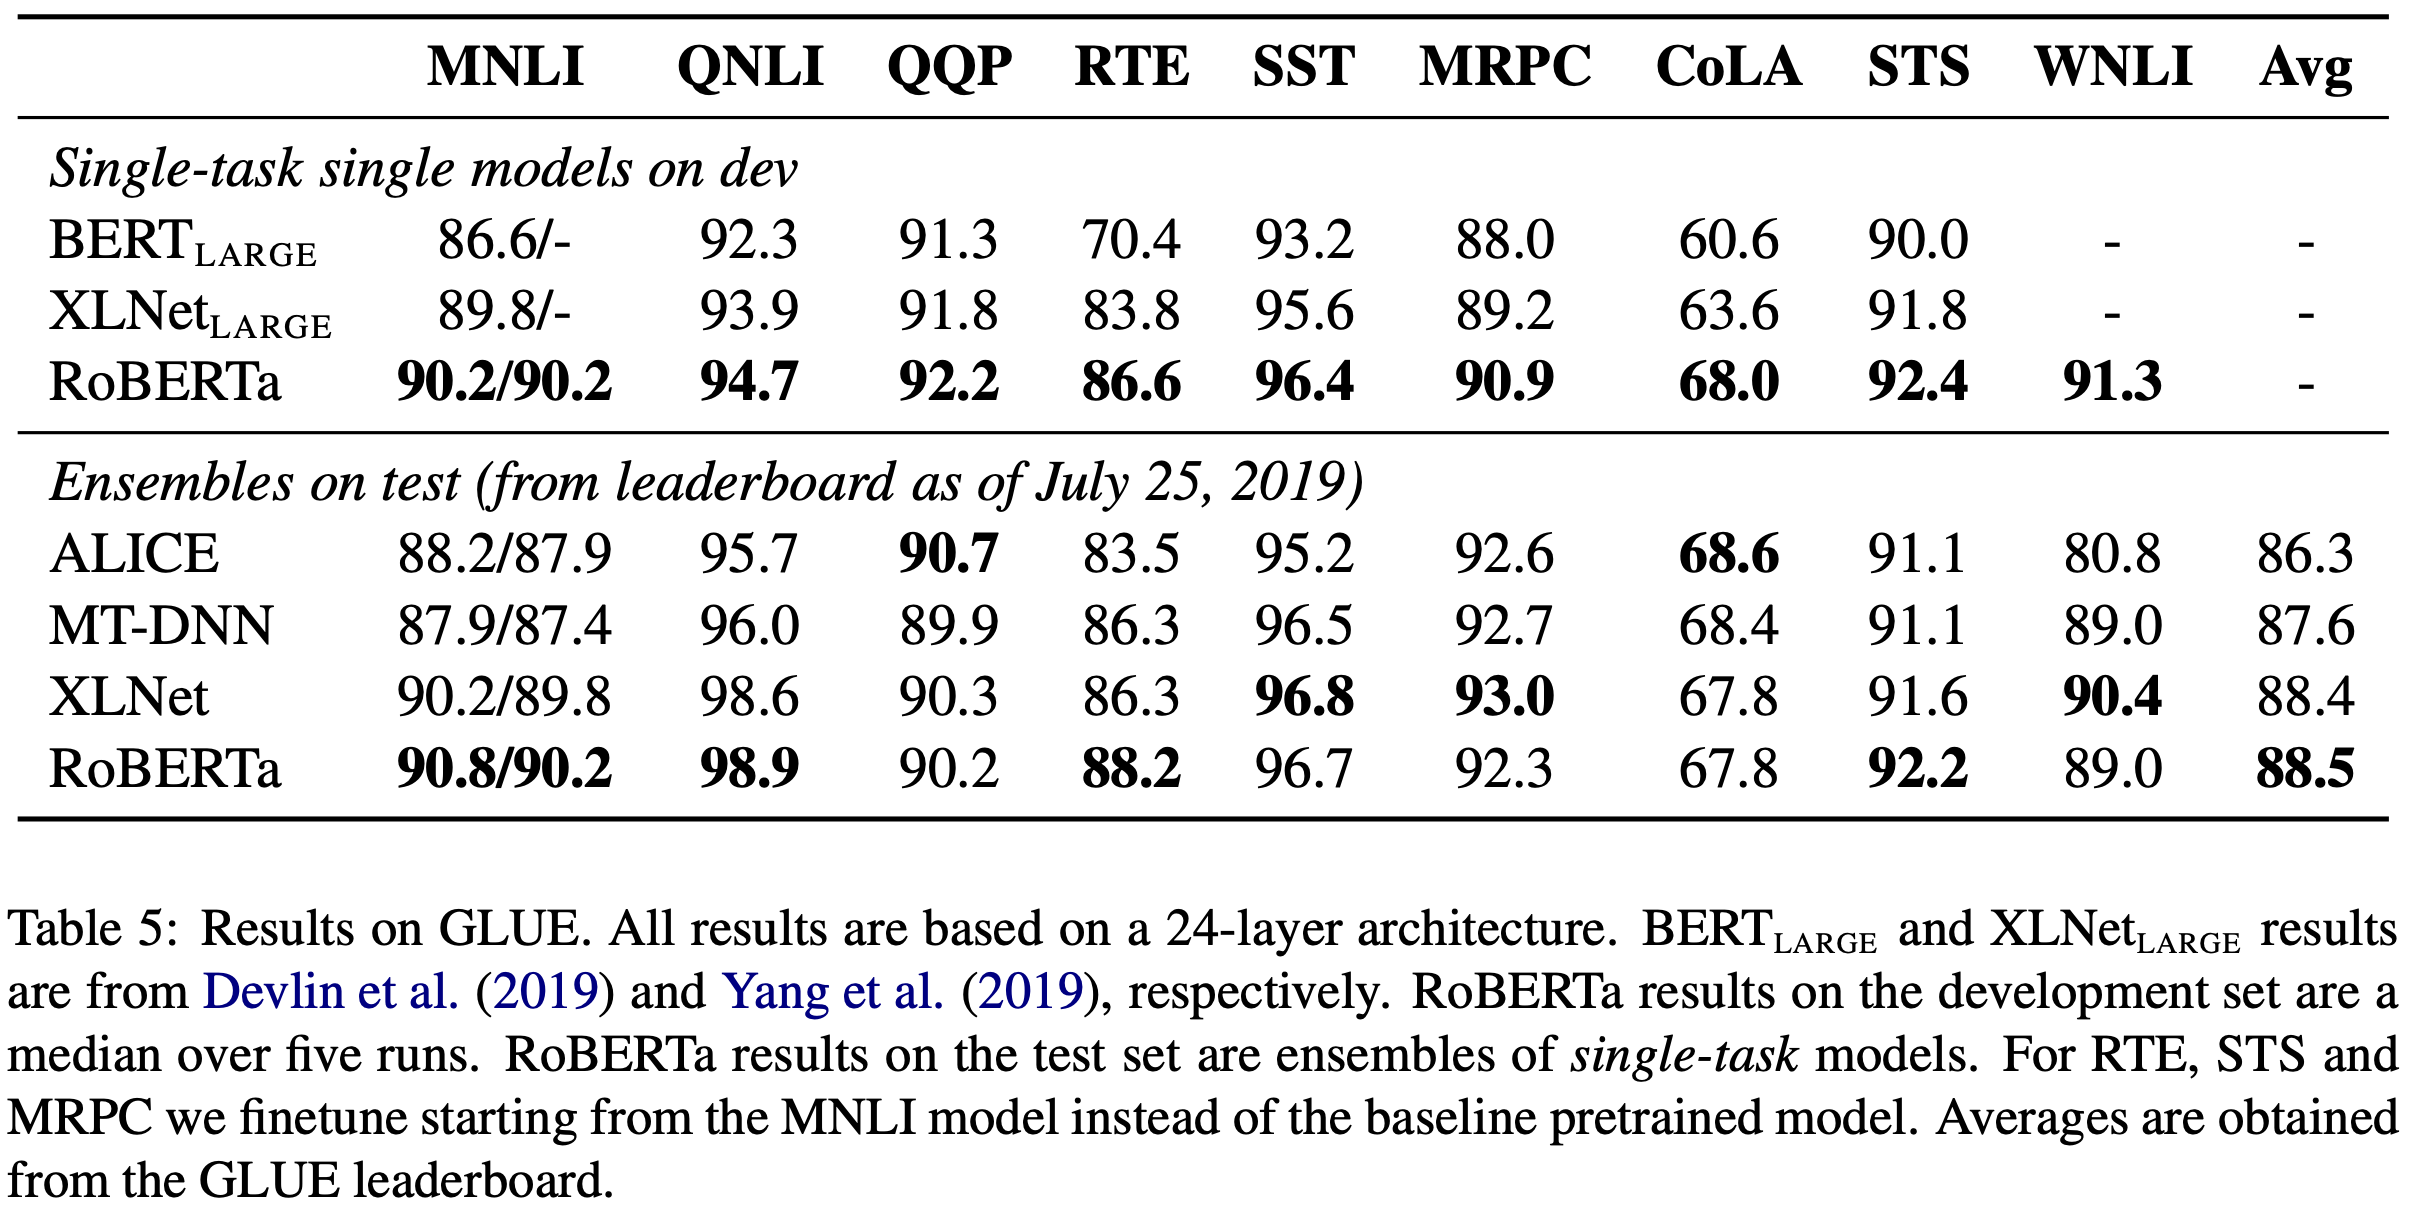 MNLI QNLI QQP RTE SST MRPC CoLA STS WNLI Avg
Single-task single models on dev
BERTLARGE 86.6/- 92.3 91.3 70.4 93.2 88.0 60.6 90.0 - -
XLNetLARGE 89.8/- 93.9 91.8 83.8 95.6 89.2 63.6 91.8 - -
RoBERTa 90.2/90.2 94.7 92.2 86.6 96.4 90.9 68.0 92.4 91.3 -
Ensembles on test (from leaderboard as of July 25, 2019)
ALICE 88.2/87.9 95.7 90.7 83.5 95.2 92.6 68.6 91.1 80.8 86.3
MT-DNN 87.9/87.4 96.0 89.9 86.3 96.5 92.7 68.4 91.1 89.0 87.6
XLNet 90.2/89.8 98.6 90.3 86.3 96.8 93.0 67.8 91.6 90.4 88.4
RoBERTa 90.8/90.2 98.9 90.2 88.2 96.7 92.3 67.8 92.2 89.0 88.5
Table 5: Results on GLUE. All results are based on a 24-layer architecture. BERTLARGE and XLNetLARGE results
are from Devlin et al. (2019) and Yang et al. (2019), respectively. RoBERTa results on the development set are a
median over five runs. RoBERTa results on the test set are ensembles of single-task models. For RTE, STS and
MRPC we finetune starting from the MNLI model instead of the baseline pretrained model. Averages are obtained
from the GLUE leaderboard.